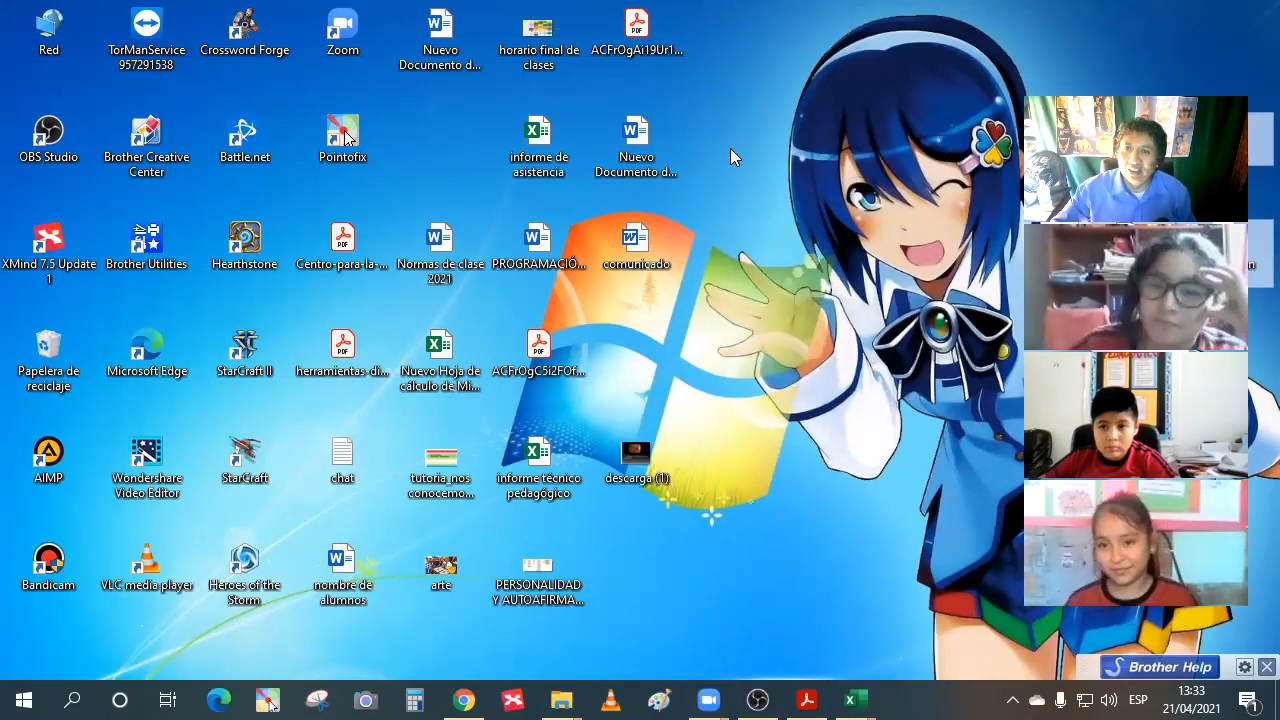 Red
TorManService
957291538
Crossword Forge
Zoom
Nuevo
Documento d...
horario final de
clases
ACFrOgAi19Ur1...
OBS Studio
Brother Creative
Center
Battle.net
Pointofix
informe de
asistencia
Nuevo
Documento d...
XMind 7.5 Update
1
Brother Utilities
Hearthstone
Centro-para-la-...
Normas de clase
2021
PROGRAMACIÓ...
comunicado
n
Papelera de
reciclaje
Microsoft Edge
StarCraft II
herramientas-di...
Nuevo Hoja de
cálculo de Mi...
ACFrOgC5i2FOf...
AIMP
Wondershare
Video Editor
StarCraft
chat
tutoria_nos
conocemo...
informe técnico
pedagógico
descarga (1)
Bandicam
VLC media player
Heroes of the
Storm
nombre de
alumnos
arte
PERSONALIDAD
Y AUTOAFIRMA...
Brother Help
ESP
13:33
21/04/2021
1